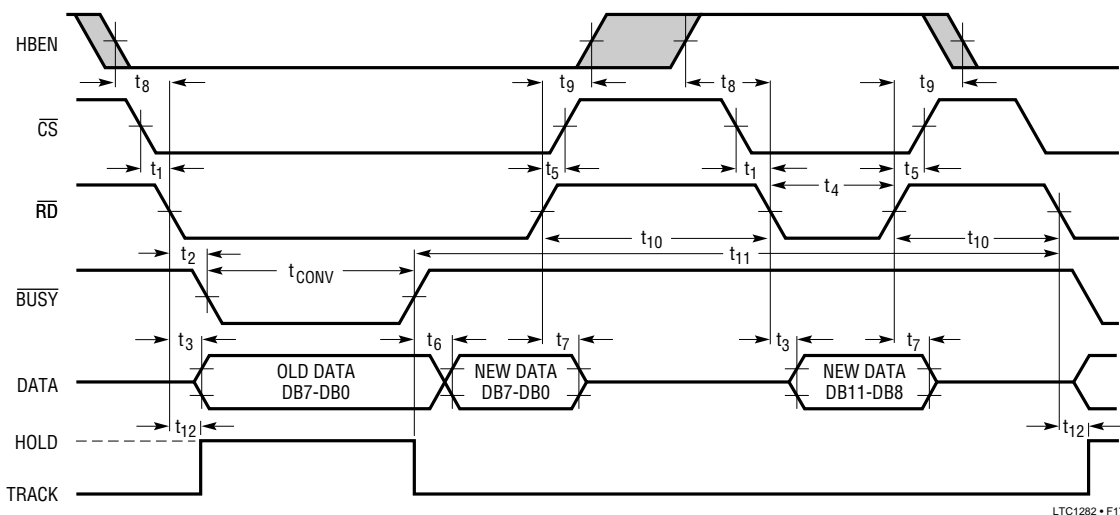 HBEN
t8 t9 t8 t9
CS
t1 t5 t1 t5
t4
RD
t2 t10 t10
t11
tCONV
BUSY
t3 t6 t7 t3 t7
OLD DATA NEW DATA NEW DATA
DATA
DB7-DB0 DB7-DB0 DB11-DB8
t12 t12
HOLD
TRACK